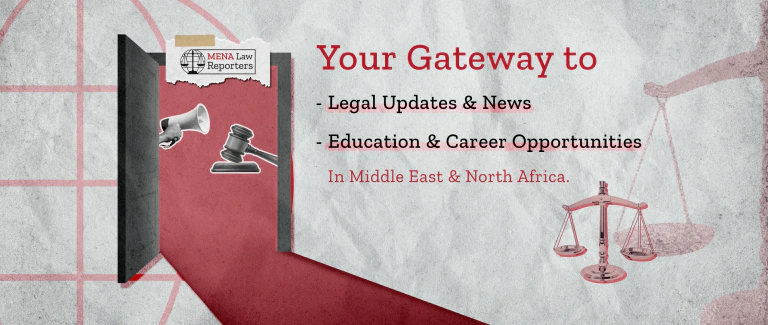 MENA Law
Reporters
Your Gateway to
- Legal Updates & News
- Education & Career Opportunities
In Middle East & North Africa.